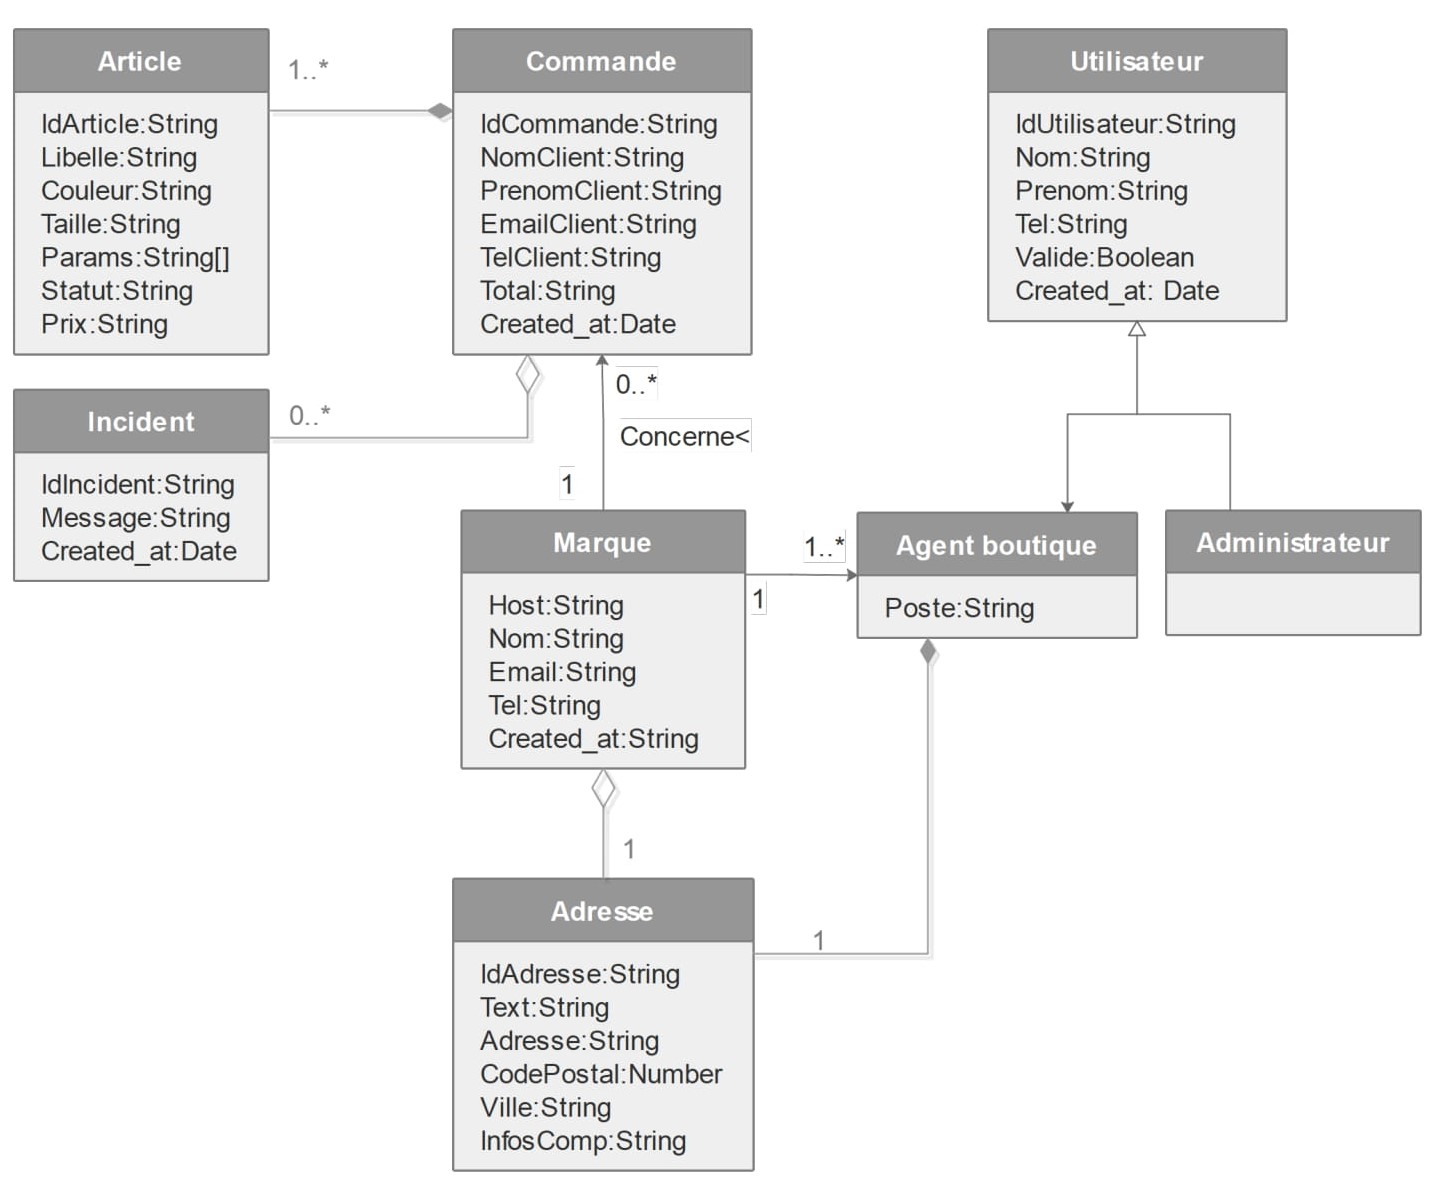 Article
IdArticle:String
Libelle:String
Couleur:String
Taille:String
Params:String[]
Statut:String
Prix:String
1..*
Commande
IdCommande:String
NomClient:String
PrenomClient:String
EmailClient:String
TelClient:String
Total:String
Created_at:Date
Utilisateur
IdUtilisateur:String
Nom:String
Prenom:String
Tel:String
Valide:Boolean
Created_at: Date
Incident
IdIncident:String
Message:String
Created_at:Date
0..*
0..*
Concerne<
1
Marque
Host:String
Nom:String
Email:String
Tel:String
Created_at:String
1..*
1
Agent boutique
Poste:String
Administrateur
1
Adresse
IdAdresse:String
Text:String
Adresse:String
CodePostal:Number
Ville:String
InfosComp:String
1